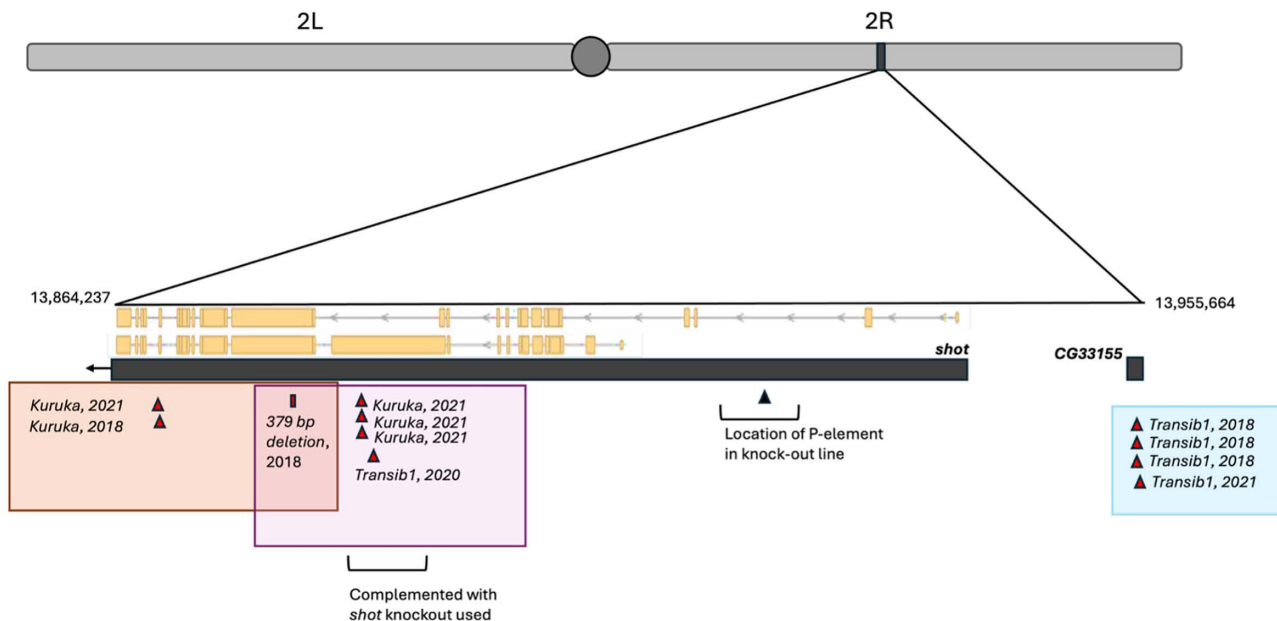 2L
2R
13,864,237
13,955,664
shot
CG33155
Kuruka, 2021
Kuruka, 2018
379 bp
deletion,
2018
Kuruka, 2021
Kuruka, 2021
Kuruka, 2021
Transib1, 2020
Location of P-element
in knock-out line
Transib1, 2018
Transib1, 2018
Transib1, 2018
Transib1, 2021
Complemented with
shot knockout used